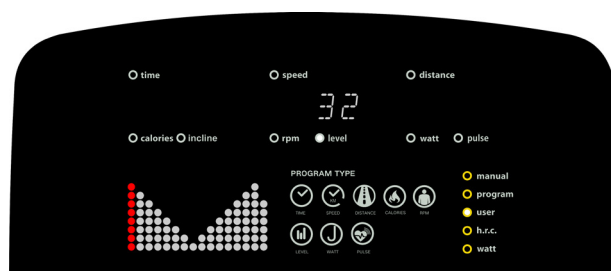 time speed distance
32
calories incline rpm level watt pulse
PROGRAM TYPE
manual
KM
program
TIME SPEED DISTANCE CALORIES RPM
user
h.r.c.
LEVEL WATT PULSE
watt